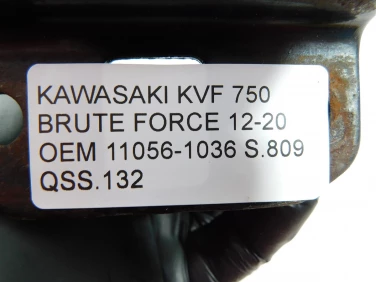 KAWASAKI KVF 750
BRUTE FORCE 12-20
OEM 11056-1036 S.809
QSS.132